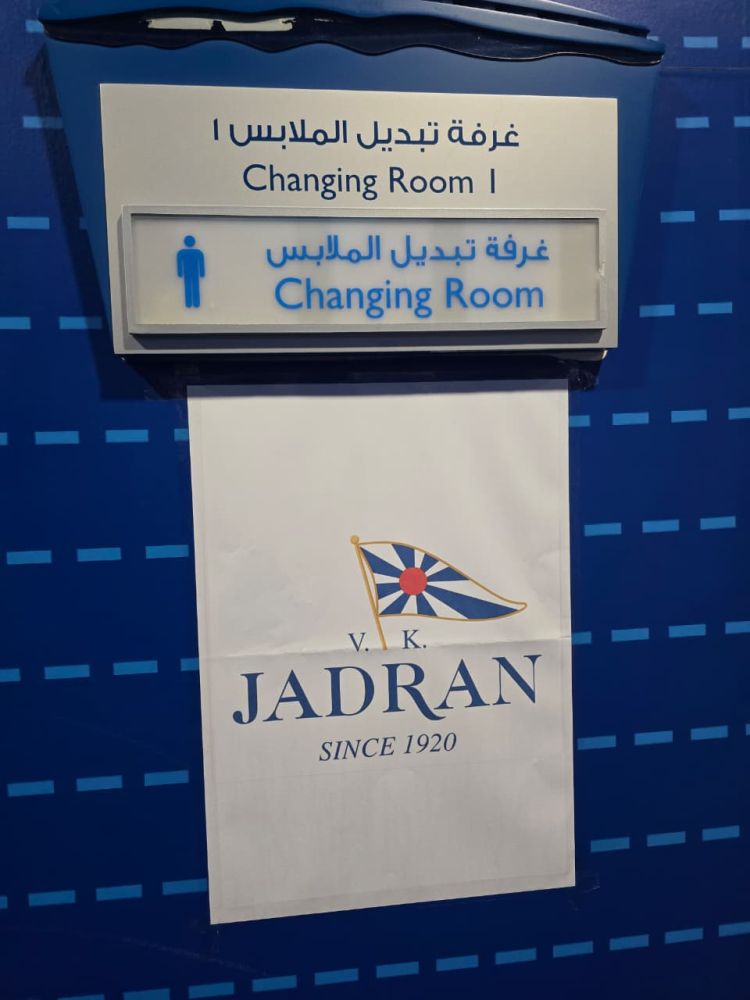 غرفة تبديل الملابس ١
Changing Room 1
غرفة تبديل الملابس
Changing Room
V. K.
JADRAN
SINCE 1920